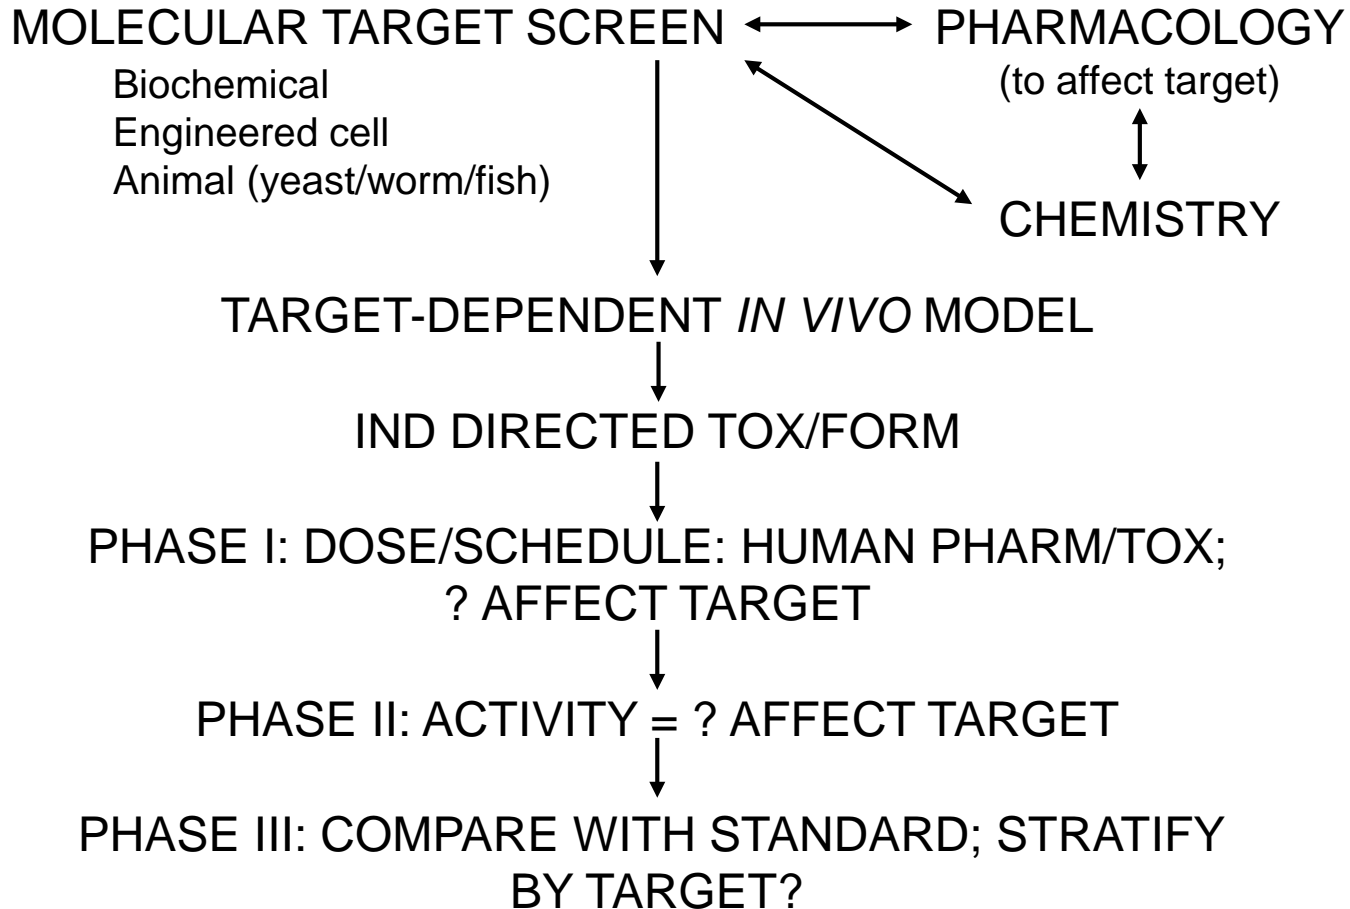 MOLECULAR TARGET SCREEN
PHARMACOLOGY
(to affect target)
Biochemical
Engineered cell
Animal (yeast/worm/fish)
CHEMISTRY
TARGET-DEPENDENT IN VIVO MODEL
IND DIRECTED TOX/FORM
PHASE I: DOSE/SCHEDULE: HUMAN PHARM/TOX;
? AFFECT TARGET
PHASE II: ACTIVITY = ? AFFECT TARGET
PHASE III: COMPARE WITH STANDARD; STRATIFY
BY TARGET?